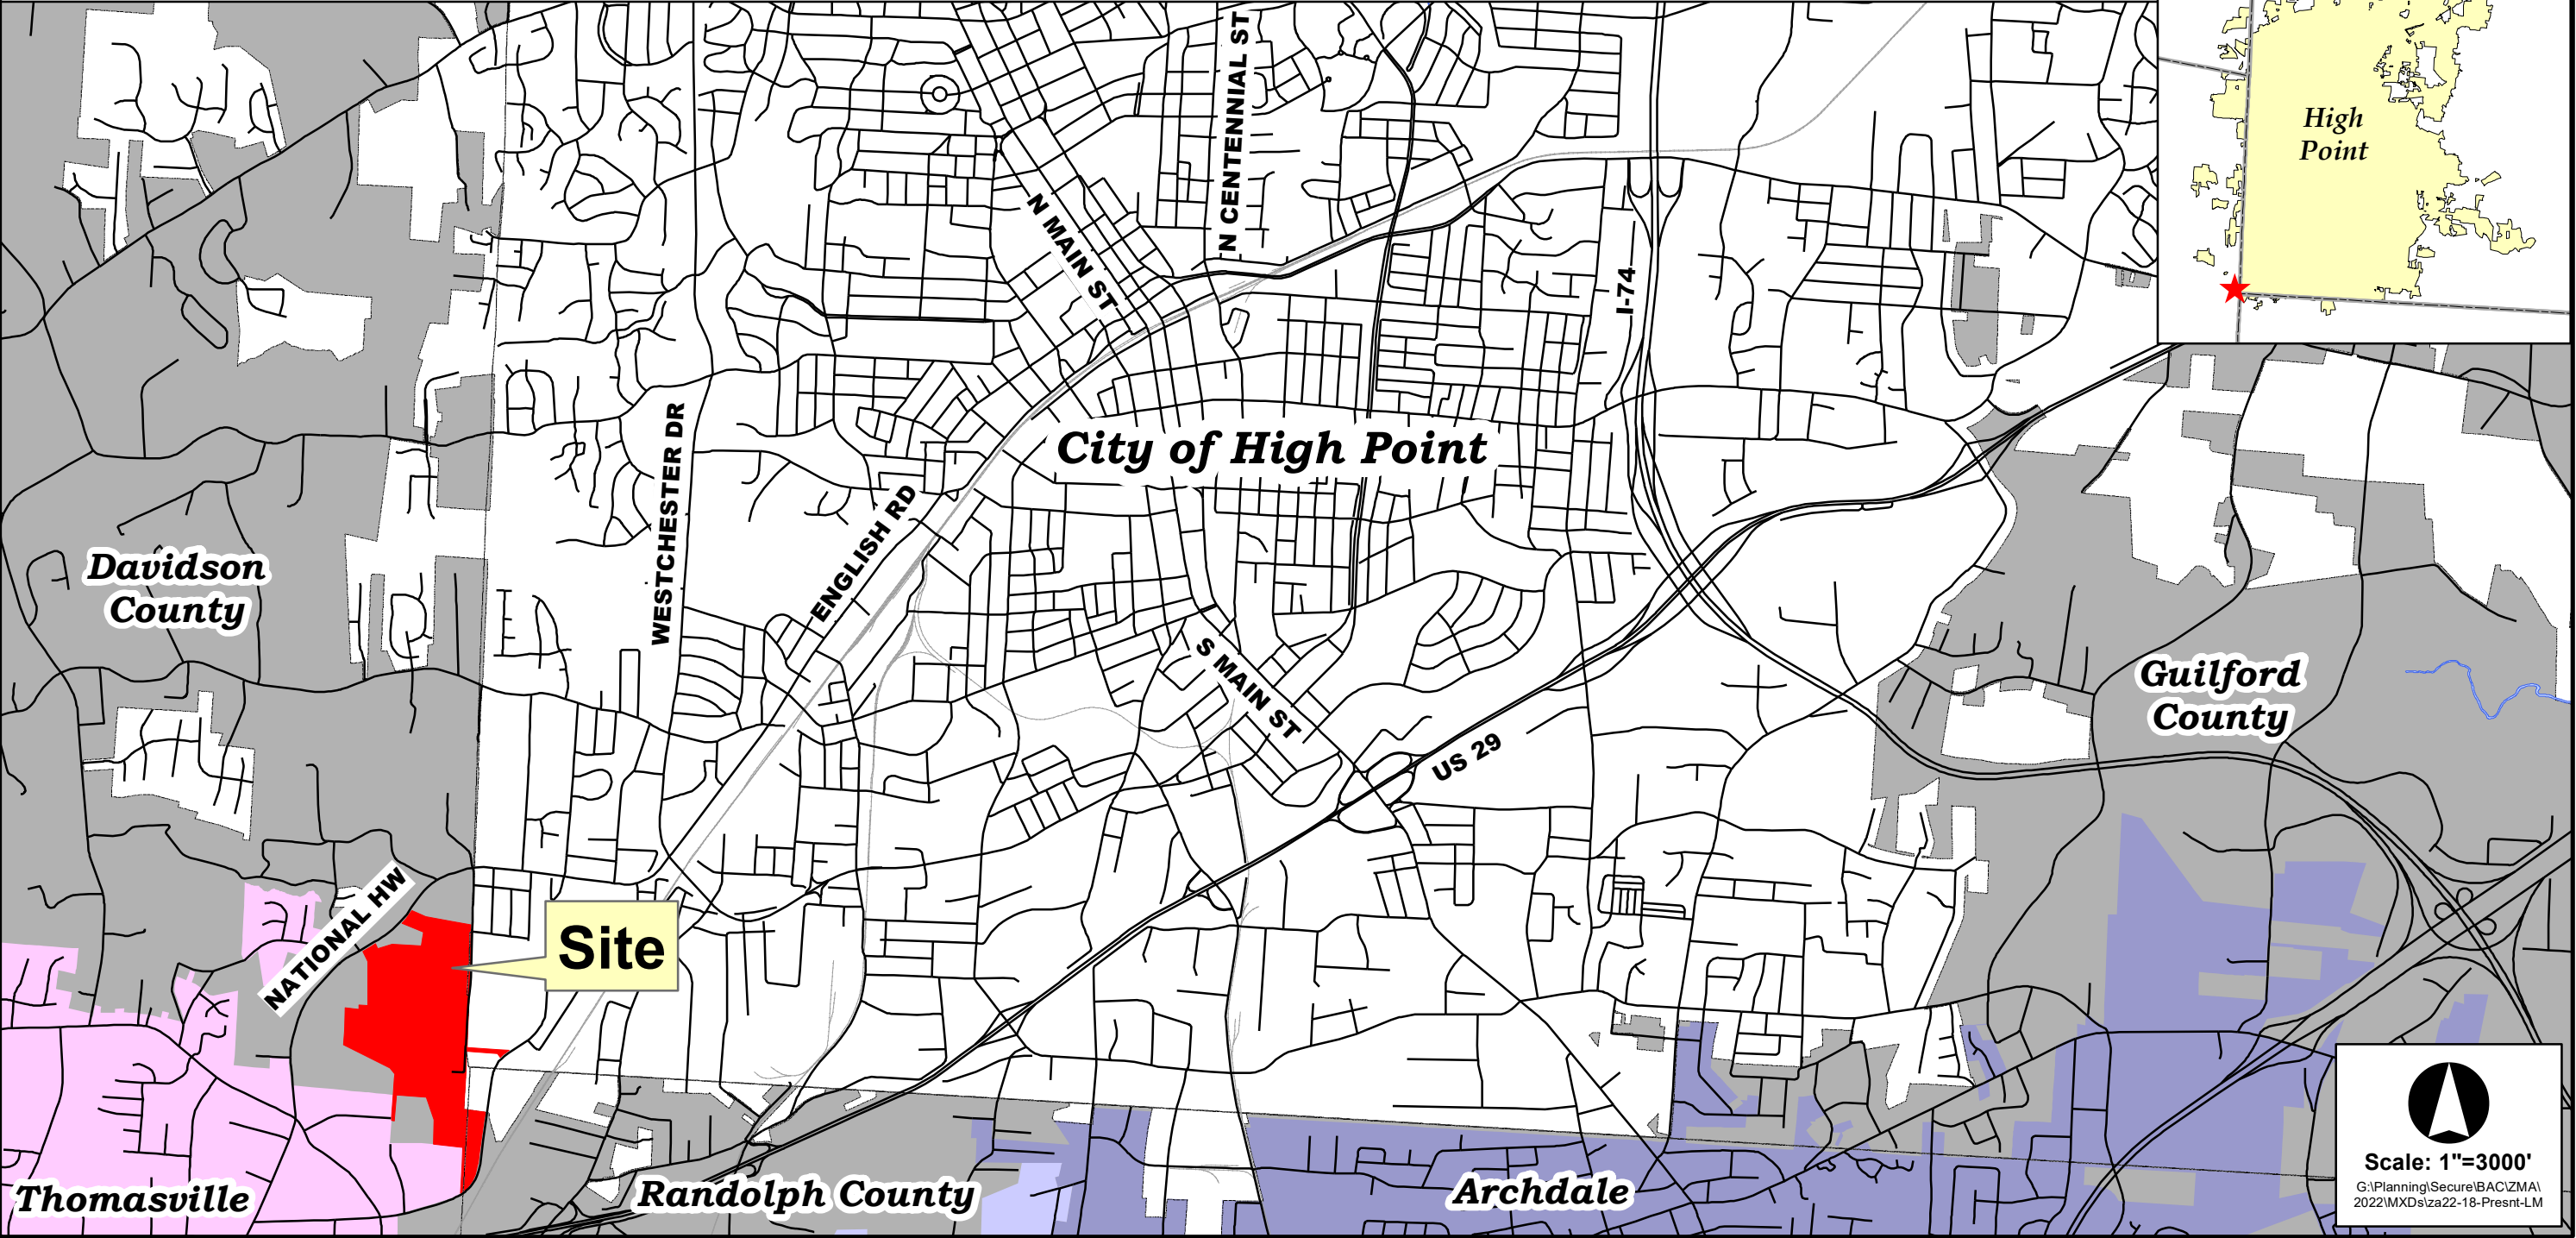 N CENTENNIAL ST
High
Point
N MAIN ST
I-74
WESTCHESTER DR
City of High Point
ENGLISH RD
Davidson
County
S MAIN ST
Guilford
County
US 29
NATIONAL HW
Site
Thomasville
Randolph County
Archdale
Scale: 1"=3000'
G:\Planning\Secure\BAC\ZMA\
2022\MXDs\za22-18-Presnt-LM